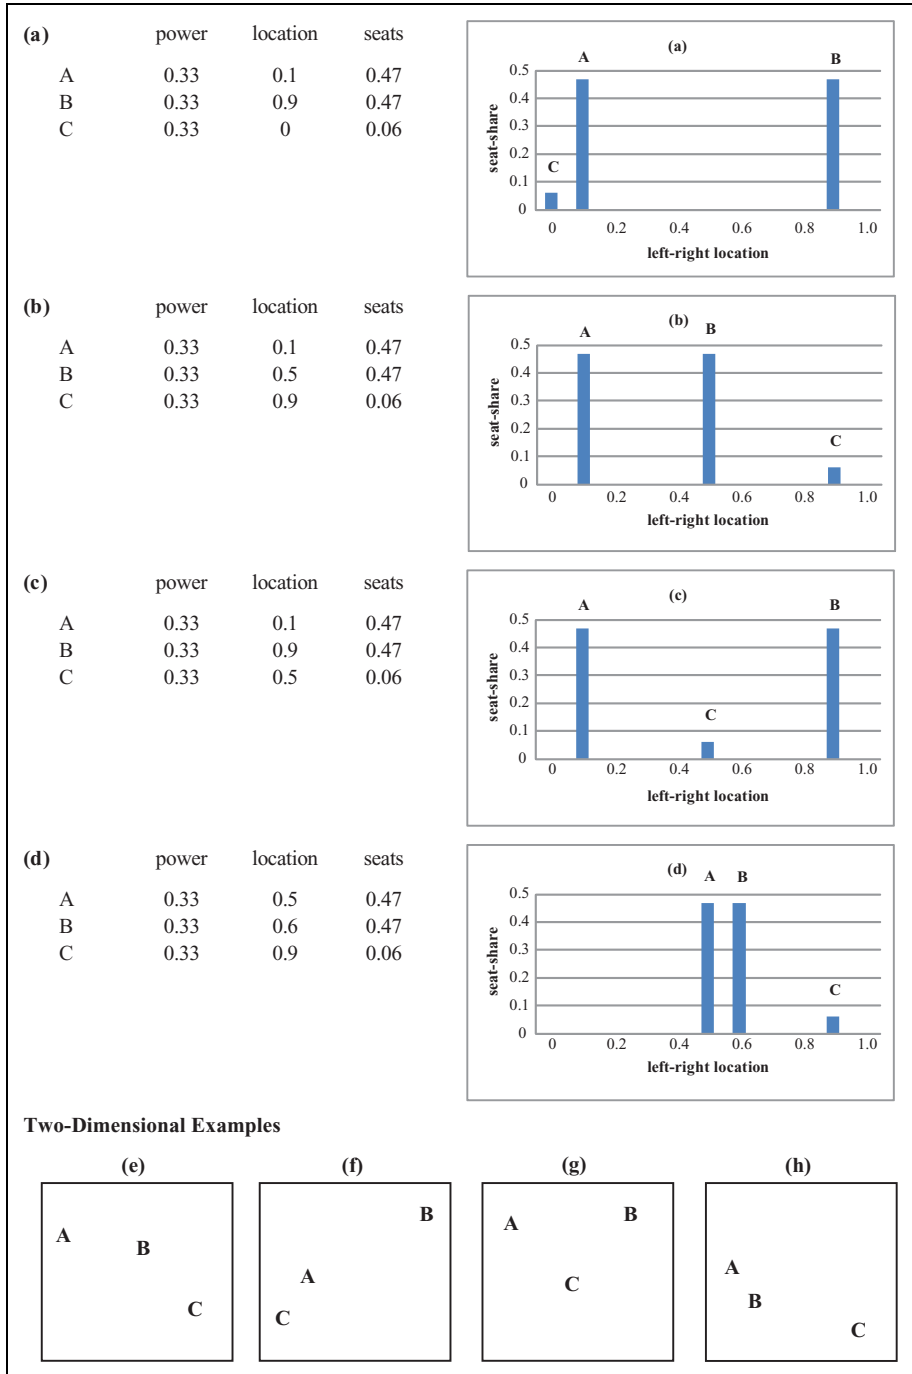 (a) power location seats
A 0.33 0.1 0.47
B 0.33 0.9 0.47
C 0.33 0 0.06
(a)
A
B
C
0.5
0.4
0.3
0.2
0.1
0
seat-share
0 0.2 0.4 0.6 0.8 1.0
left-right location
(b) power location seats
A 0.33 0.1 0.47
B 0.33 0.5 0.47
C 0.33 0.9 0.06
(b)
A
B
C
0.5
0.4
0.3
0.2
0.1
0
seat-share
0 0.2 0.4 0.6 0.8 1.0
left-right location
(c) power location seats
A 0.33 0.1 0.47
B 0.33 0.9 0.47
C 0.33 0.5 0.06
(c)
A
B
C
0.5
0.4
0.3
0.2
0.1
0
seat-share
0 0.2 0.4 0.6 0.8 1.0
left-right location
(d) power location seats
A 0.33 0.5 0.47
B 0.33 0.6 0.47
C 0.33 0.9 0.06
(d)
A B
C
0.5
0.4
0.3
0.2
0.1
0
seat-share
0 0.2 0.4 0.6 0.8 1.0
left-right location
Two-Dimensional Examples
(e)
A
B
C
(f)
B
A
C
(g)
A
B
C
(h)
A
B
C